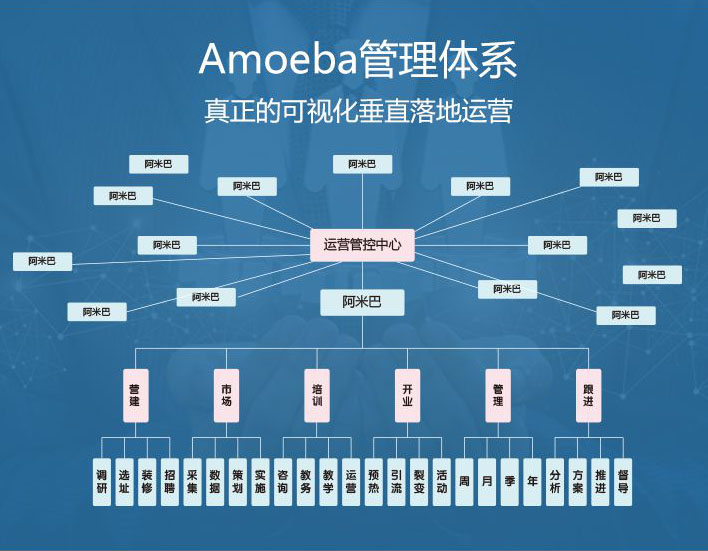 Amoeba管理体系
真正的可视化垂直落地运营
阿米巴
阿米巴
阿米巴
阿米巴
阿米巴
阿米巴
阿米巴
阿米巴
运营管控中心
阿米巴
阿米巴
阿米巴
阿米巴
阿米巴
阿米巴
阿米巴
阿米巴
阿米巴
营建
市场
培训
开业
管理
跟进
调研
选址
装修
招聘
采集
数据
策划
实施
咨询
教务
教学
运营
预热
引流
裂变
活动
周
月
季
年
分析
方案
推进
督导